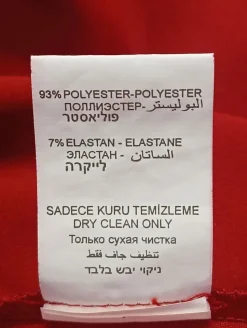 93% POLYESTER-POLYESTER
ПОЛЛИЭСТЕР- البوليستر
פוליאסטר
7% ELASTAN - ELASTANE
ЭЛАСТАН - الساتان
לייקרה
SADECE KURU TEMİZLEME
DRY CLEAN ONLY
Только сухая чистка
تنظيف جاف فقط
ניקוי יבש בלבד